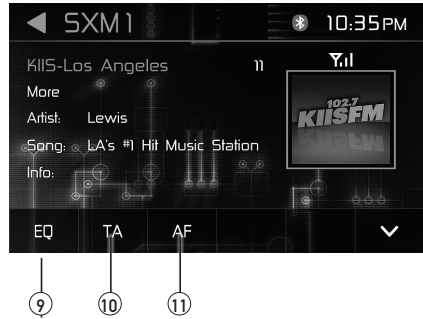 SXM1 10:35PM
KIIS-Los Angeles 11
More
Artist: Lewis
Song: LA's #1 Hit Music Station
Info:
102.7
KIISFM
EQ TA AF
9 10 11